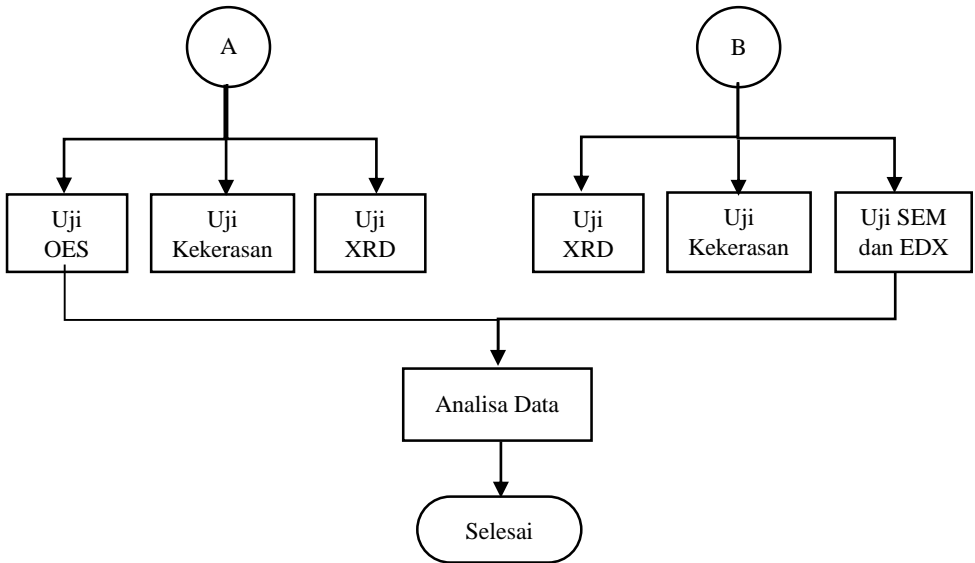 A
B
Uji
OES
Uji
Kekerasan
Uji
XRD
Uji
XRD
Uji
Kekerasan
Uji SEM
dan EDX
Analisa Data
Selesai